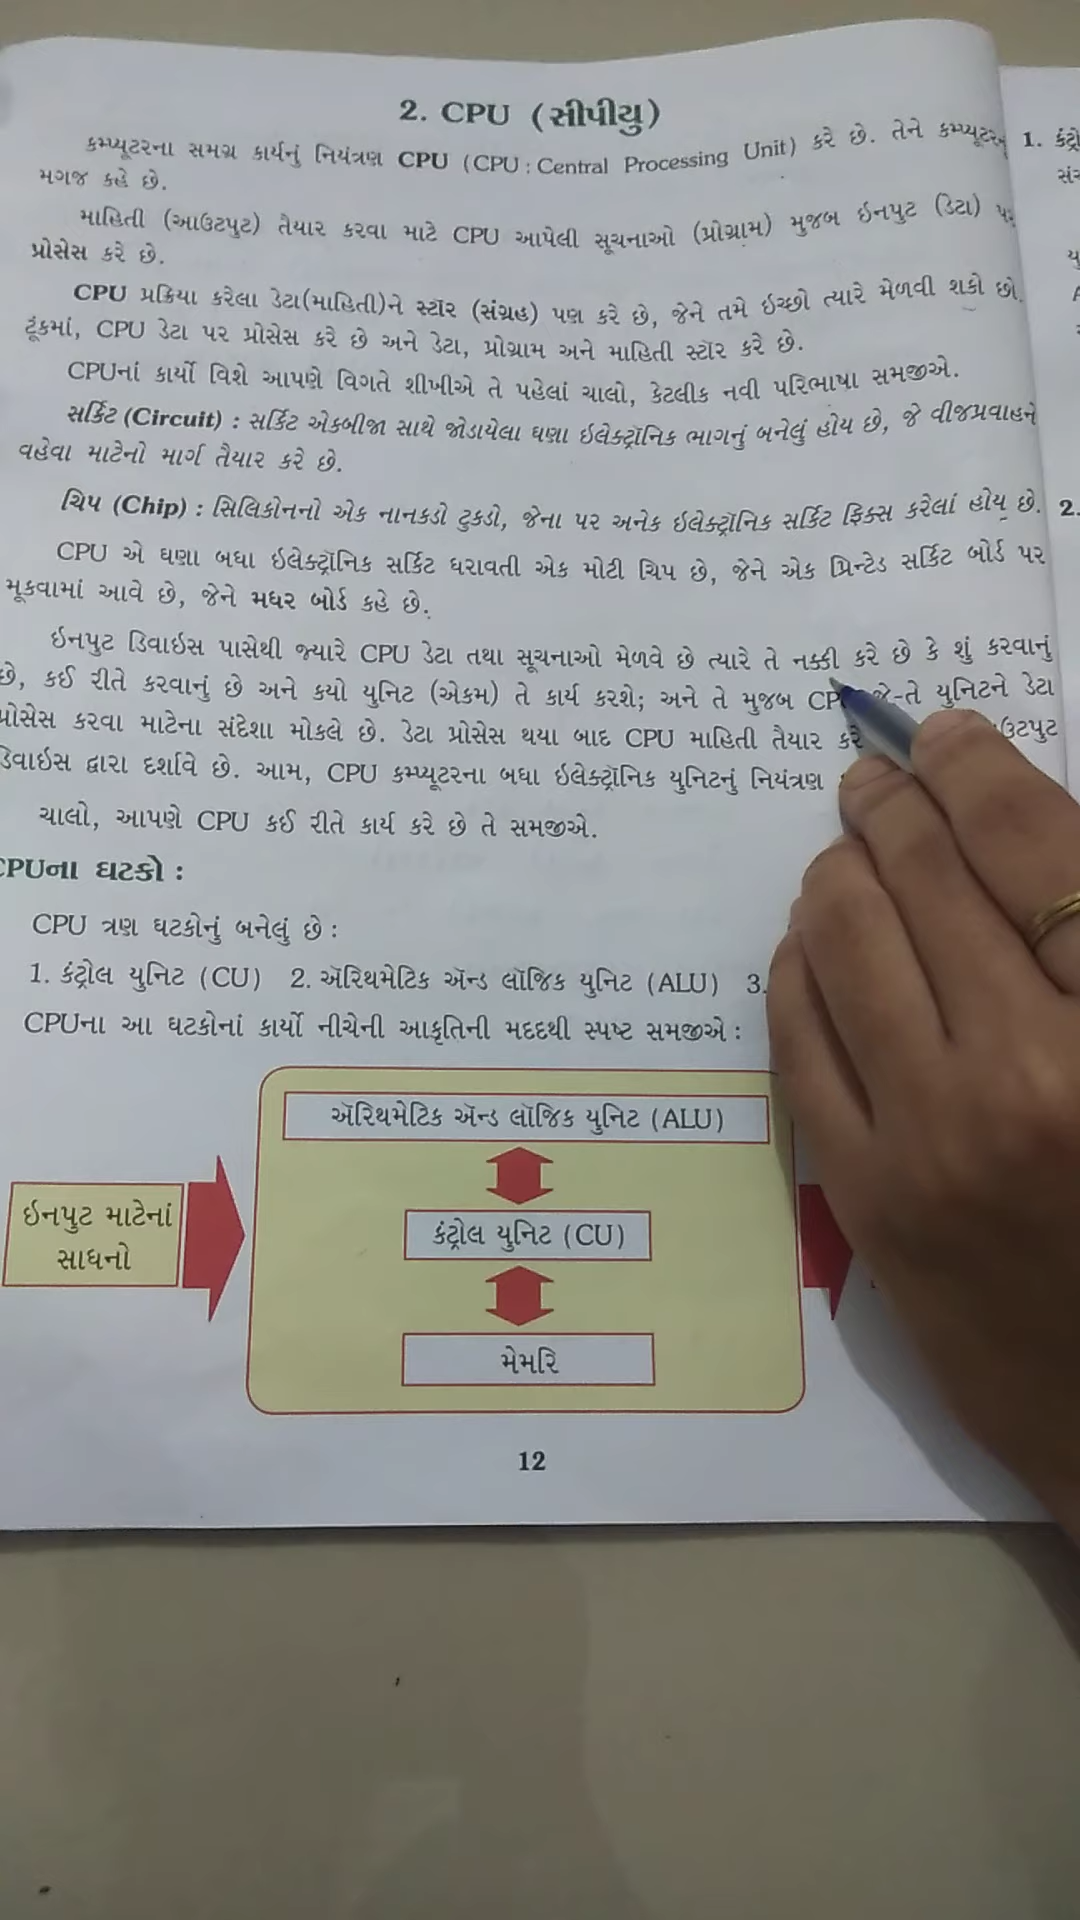 2. CPU (સીપીયુ)
કમ્પ્યૂટરના સમગ્ર કાર્યનું નિયંત્રણ CPU (CPU : Central Processing Unit) કરે છે. તેને
મગજ કહે છે.
માહિતી (આઉટપુટ) તૈયાર કરવા માટે CPU આપેલી સૂચનાઓ (પ્રોગ્રામ) મુજબ ઇનપુટ (ડેટા) પર
પ્રોસેસ કરે છે.
CPU પ્રક્રિયા કરેલા ડેટા(માહિતી)ને સ્ટૉર (સંગ્રહ) પણ કરે છે, જેને તમે ઇચ્છો ત્યારે મેળવી શકો છો.
ટૂંકમાં, CPU ડેટા પર પ્રોસેસ કરે છે અને ડેટા, પ્રોગ્રામ અને માહિતી સ્ટૉર કરે છે.
CPUનાં કાર્યો વિશે આપણે વિગતે શીખીએ તે પહેલાં ચાલો, કેટલીક નવી પરિભાષા સમજીએ.
સર્કિટ (Circuit) : સર્કિટ એકબીજા સાથે જોડાયેલા ઘણા ઇલેક્ટ્રૉનિક ભાગનું બનેલું હોય છે, જે વીજપ્રવાહને
વહેવા માટેનો માર્ગ તૈયાર કરે છે.
ચિપ (Chip) : સિલિકોનનો એક નાનકડો ટુકડો, જેના પર અનેક ઇલેક્ટ્રૉનિક સર્કિટ ફિક્સ કરેલાં હોય છે.
CPU એ ઘણા બધા ઇલેક્ટ્રૉનિક સર્કિટ ધરાવતી એક મોટી ચિપ છે, જેને એક પ્રિન્ટેડ સર્કિટ બોર્ડ પર
મૂકવામાં આવે છે, જેને મધર બોર્ડ કહે છે.
ઇનપુટ ડિવાઇસ પાસેથી જ્યારે CPU ડેટા તથા સૂચનાઓ મેળવે છે ત્યારે તે નક્કી કરે છે કે શું કરવાનું
છે, કઈ રીતે કરવાનું છે અને કયો યુનિટ (એકમ) તે કાર્ય કરશે; અને તે મુજબ જે-તે યુનિટને ડેટા
પ્રોસેસ કરવા માટેના સંદેશા મોકલે છે. ડેટા પ્રોસેસ થયા બાદ CPU માહિતી તૈયાર
ડિવાઇસ દ્વારા દર્શાવે છે. આમ, CPU કમ્પ્યૂટરના બધા ઇલેક્ટ્રૉનિક યુનિટનું નિયંત્રણ
ચાલો, આપણે CPU કઈ રીતે કાર્ય કરે છે તે સમજીએ.
CPUના ઘટકો :
CPU ત્રણ ઘટકોનું બનેલું છે :
1. કંટ્રોલ યુનિટ (CU) 2. ઍરિથમેટિક ઍન્ડ લૉજિક યુનિટ (ALU) 3.
CPUના આ ઘટકોનાં કાર્યો નીચેની આકૃતિની મદદથી સ્પષ્ટ સમજીએ :
ઍરિથમેટિક ઍન્ડ લૉજિક યુનિટ (ALU)
ઇનપુટ માટેનાં
સાધનો
કંટ્રોલ યુનિટ (CU)
મેમરિ
12
1.
2.